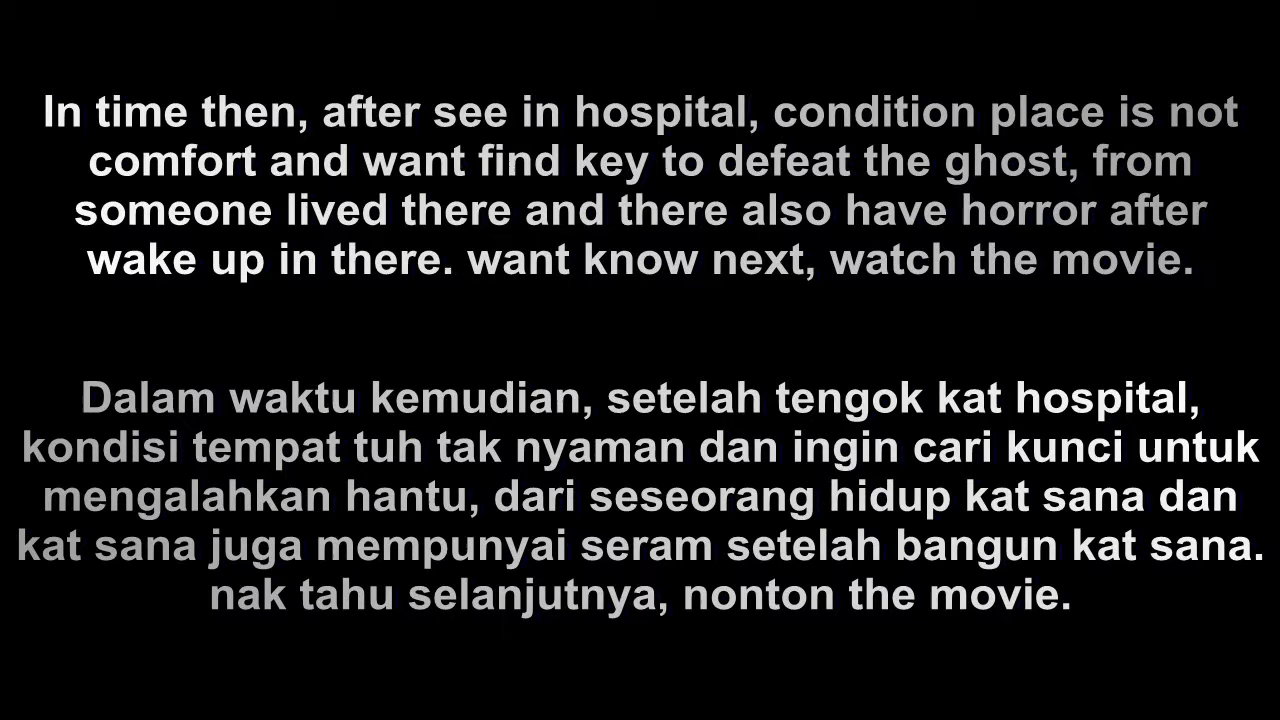 In time then, after see in hospital, condition place is not
comfort and want find key to defeat the ghost, from
someone lived there and there also have horror after
wake up in there. want know next, watch the movie.
Dalam waktu kemudian, setelah tengok kat hospital,
kondisi tempat tuh tak nyaman dan ingin cari kunci untuk
mengalahkan hantu, dari seseorang hidup kat sana dan
kat sana juga mempunyai seram setelah bangun kat sana.
nak tahu selanjutnya, nonton the movie.